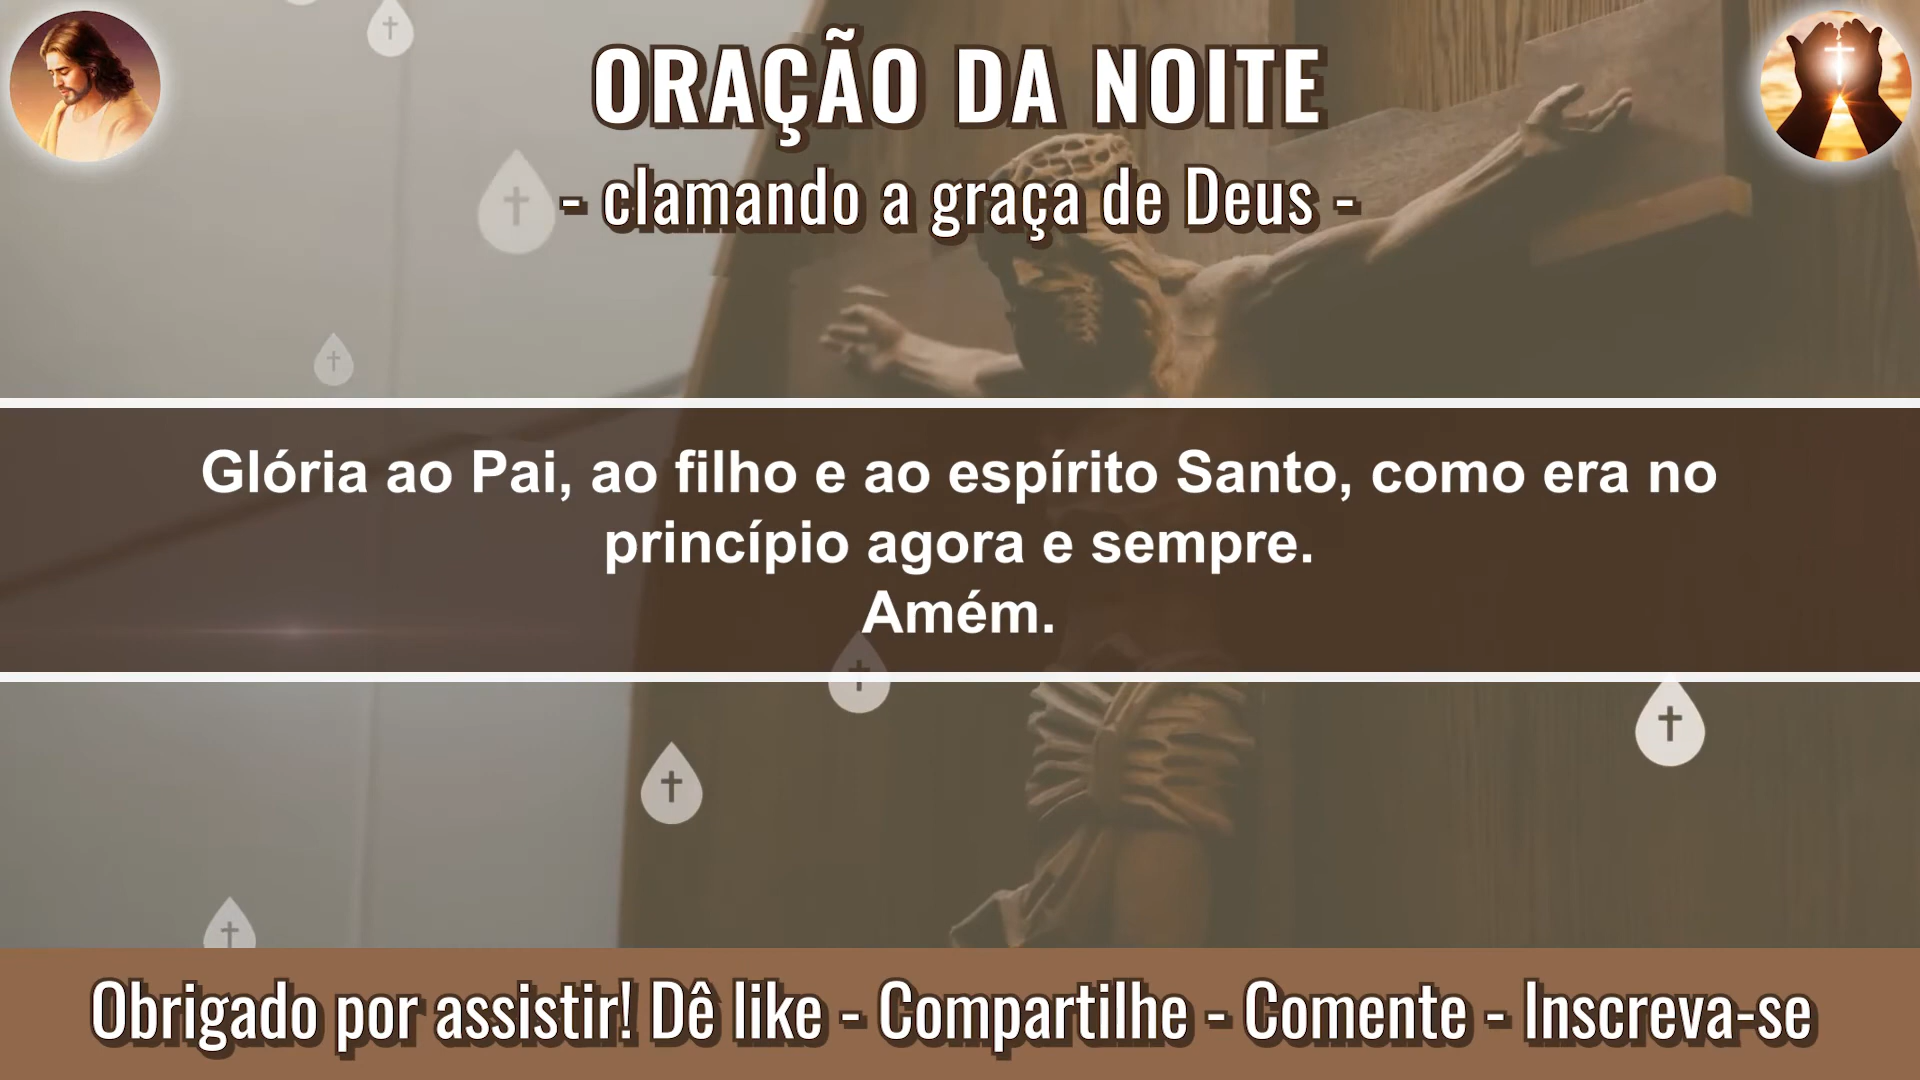 ORAÇÃO DA NOITE
- clamando a graça de Deus -
Glória ao Pai, ao filho e ao espírito Santo, como era no
princípio agora e sempre.
Amém.
Obrigado por assistir! Dê like - Compartilhe - Comente - Inscreva-se